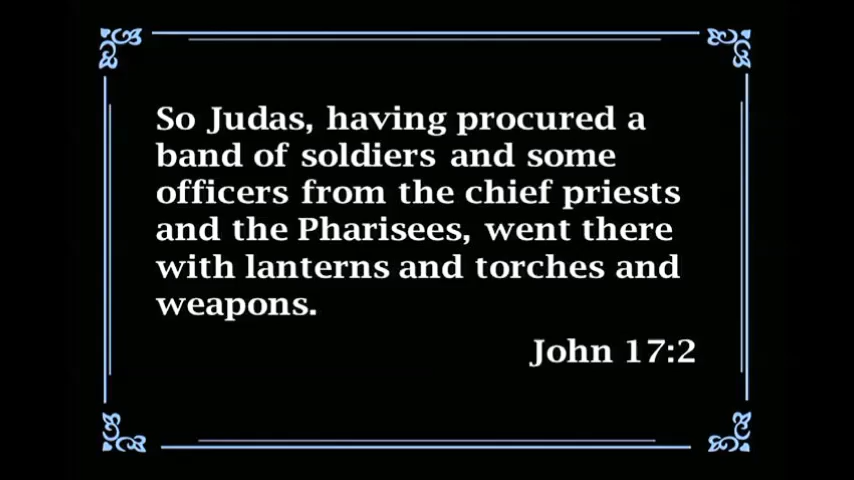 So Judas, having procured a
band of soldiers and some
officers from the chief priests
and the Pharisees, went there
with lanterns and torches and
weapons.
John 17:2